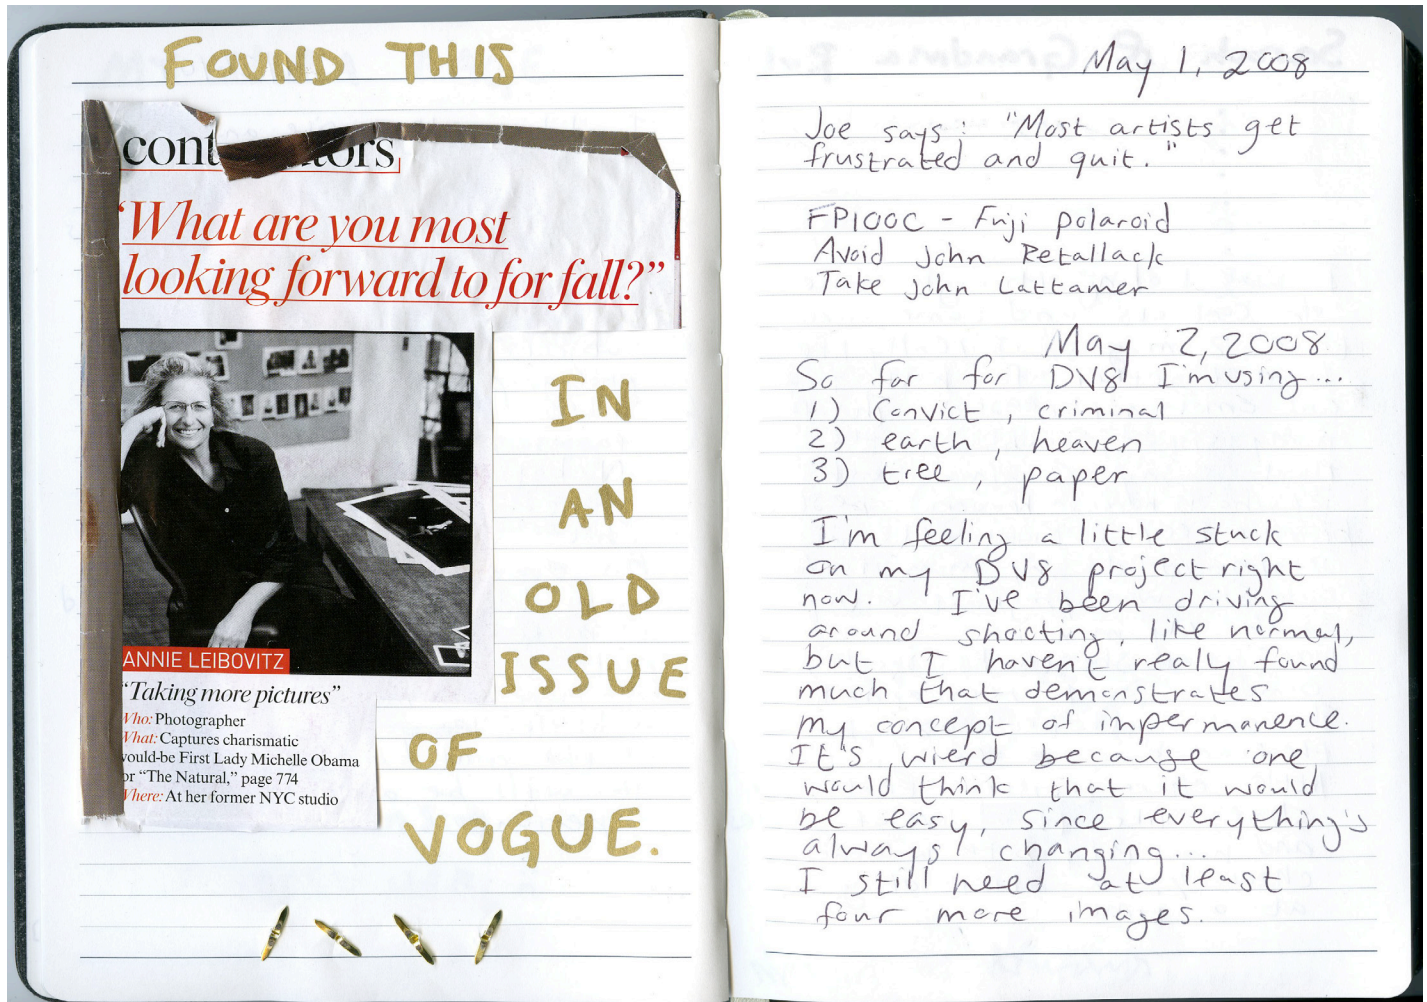 FOUND THIS
cont tors
"What are you most
looking forward to for fall?"
IN
AN
OLD
ISSUE
OF
VOGUE.
ANNIE LEIBOVITZ
"Taking more pictures"
Who: Photographer
What: Captures charismatic
would-be First Lady Michelle Obama
for "The Natural," page 774
Where: At her former NYC studio
May 1, 2008
Joe says: "Most artists get
frustrated and quit."
FP100C - Fuji polaroid
Avoid John Retallack
Take John Lattamer
May 2, 2008
So far for DV8 I'm using...
1) Convict, criminal
2) earth, heaven
3) tree, paper
I'm feeling a little stuck
on my DV8 project right
now. I've been driving
around shooting, like normal,
but I haven't really found
much that demonstrates
my concept of impermanence.
It's wierd because one
would think that it would
be easy, since everything's
always changing...
I still need at least
four more images.